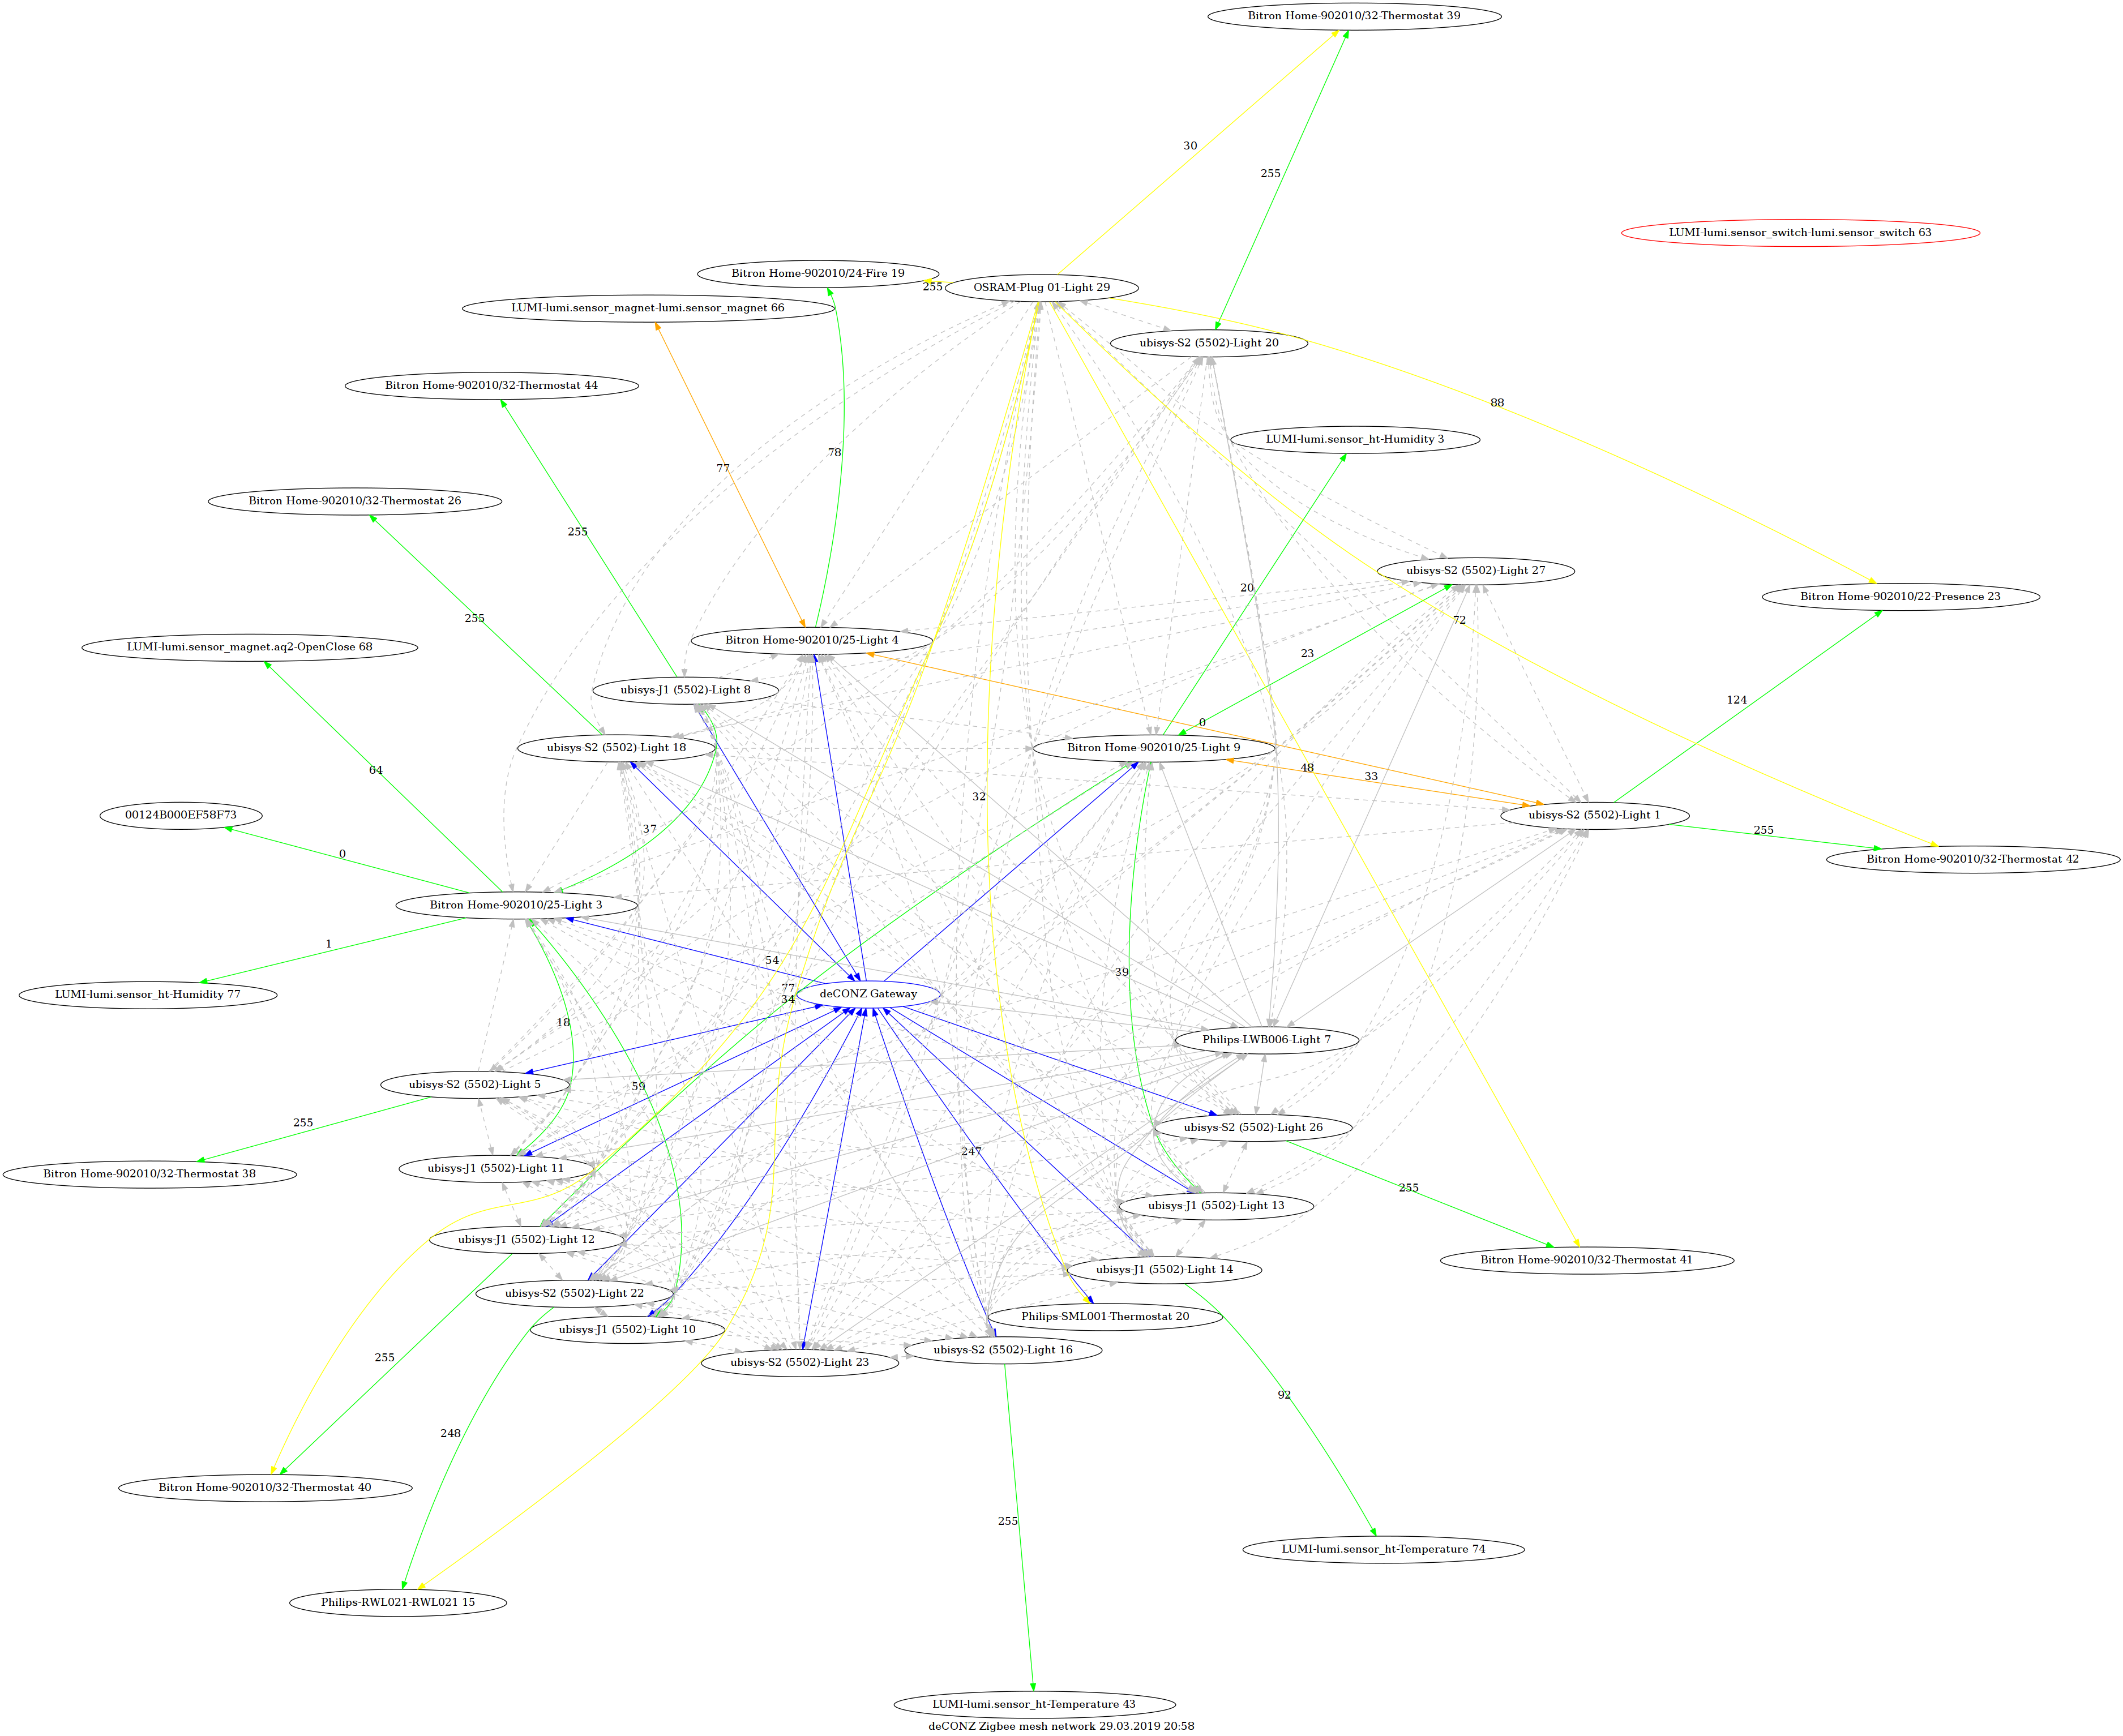 Bitron Home-902010/32-Thermostat 39
30
255
LUMI-lumi.sensor_switch-lumi.sensor_switch 63
Bitron Home-902010/24-Fire 19
255
OSRAM-Plug 01-Light 29
LUMI-lumi.sensor_magnet-lumi.sensor_magnet 66
ubisys-S2 (5502)-Light 20
Bitron Home-902010/32-Thermostat 44
88
LUMI-lumi.sensor_ht-Humidity 3
78
77
Bitron Home-902010/32-Thermostat 26
255
ubisys-S2 (5502)-Light 27
20
Bitron Home-902010/22-Presence 23
255
72
Bitron Home-902010/25-Light 4
LUMI-lumi.sensor_magnet.aq2-OpenClose 68
23
ubisys-J1 (5502)-Light 8
124
0
ubisys-S2 (5502)-Light 18
Bitron Home-902010/25-Light 9
64
48
33
32
00124B000EF58F73
ubisys-S2 (5502)-Light 1
37
255
0
Bitron Home-902010/32-Thermostat 42
Bitron Home-902010/25-Light 3
1
54
39
77
34
LUMI-lumi.sensor_ht-Humidity 77
deCONZ Gateway
18
Philips-LWB006-Light 7
ubisys-S2 (5502)-Light 5
59
255
ubisys-S2 (5502)-Light 26
247
ubisys-J1 (5502)-Light 11
Bitron Home-902010/32-Thermostat 38
255
ubisys-J1 (5502)-Light 13
ubisys-J1 (5502)-Light 12
Bitron Home-902010/32-Thermostat 41
ubisys-J1 (5502)-Light 14
ubisys-S2 (5502)-Light 22
Philips-SML001-Thermostat 20
ubisys-J1 (5502)-Light 10
ubisys-S2 (5502)-Light 16
255
ubisys-S2 (5502)-Light 23
92
248
Bitron Home-902010/32-Thermostat 40
255
LUMI-lumi.sensor_ht-Temperature 74
Philips-RWL021-RWL021 15
LUMI-lumi.sensor_ht-Temperature 43
deCONZ Zigbee mesh network 29.03.2019 20:58